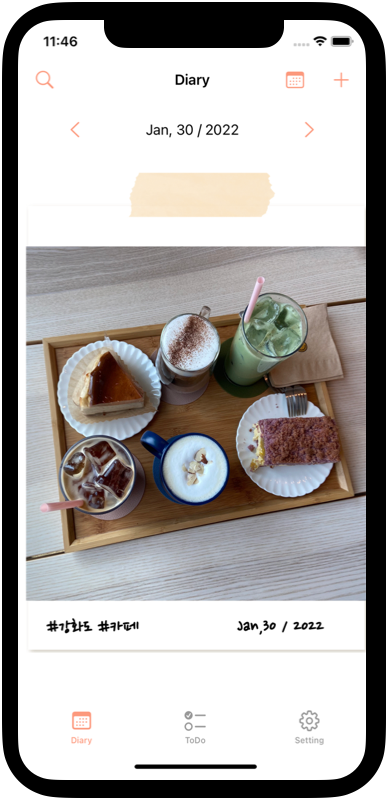 11:46
Diary
Jan, 30 / 2022
#강화도 #카페 Jan,30 / 2022
Diary ToDo Setting